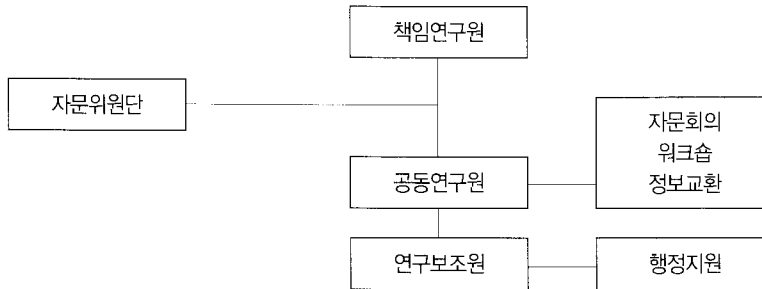 책임연구원
자문위원단
자문회의
워크숍
정보교환
공동연구원
연구보조원
행정지원